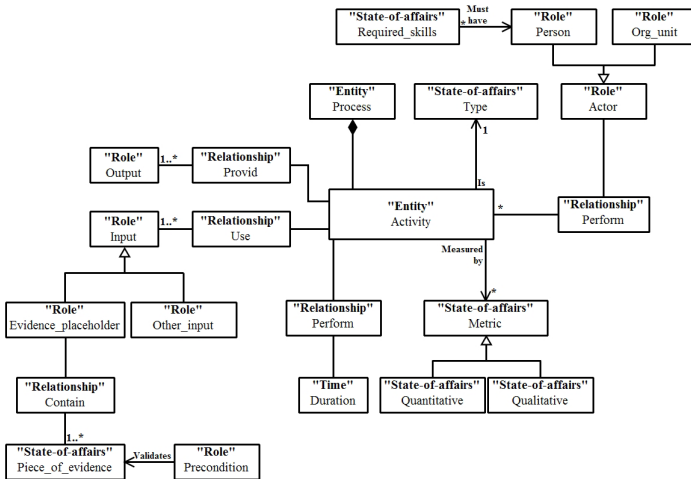 "State-of-affairs"
Required_skills
*
Must
have
"Role"
Person
"Role"
Org_unit
"Entity"
Process
"State-of-affairs"
Type
1
"Role"
Actor
"Role"
Output
1..*
"Relationship"
Provid
Is
"Entity"
Activity
*
"Relationship"
Perform
"Role"
Input
1..*
"Relationship"
Use
Measured
by
*
"Role"
Evidence_placeholder
"Role"
Other_input
"Relationship"
Perform
"State-of-affairs"
Metric
"Relationship"
Contain
"Time"
Duration
"State-of-affairs"
Quantitative
"State-of-affairs"
Qualitative
1..*
"State-of-affairs"
Piece_of_evidence
Validates
"Role"
Precondition